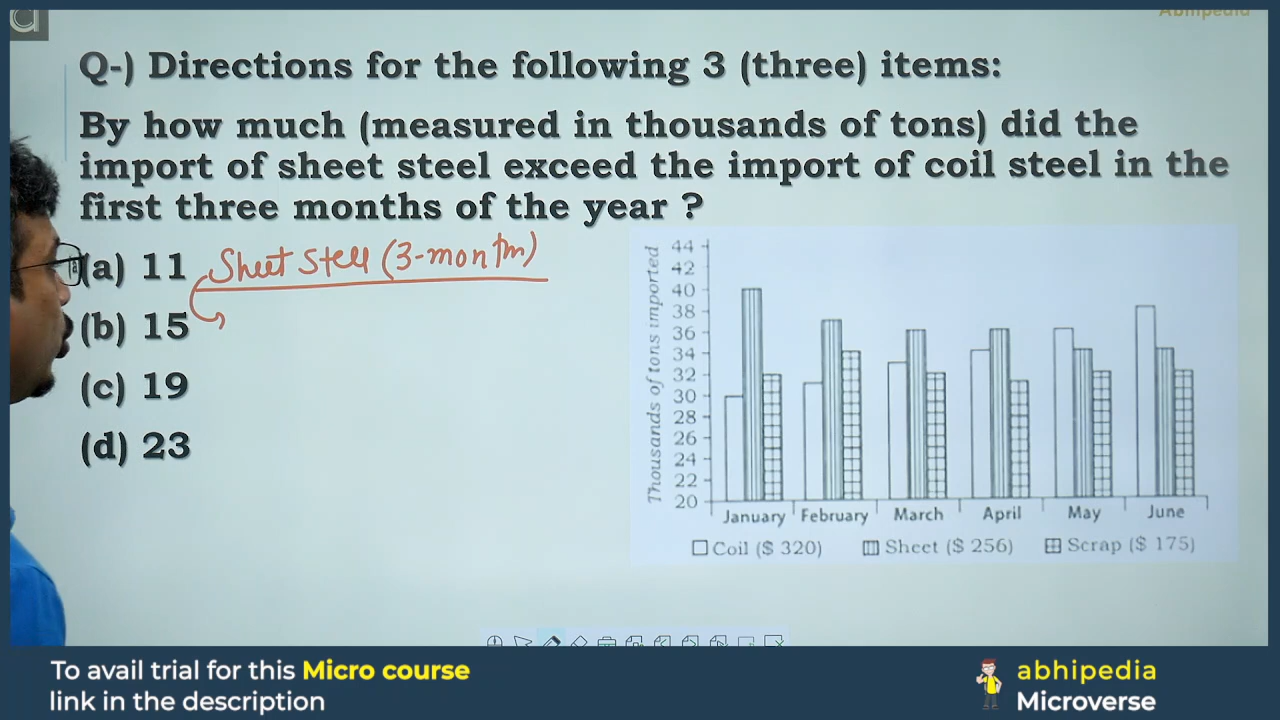 Abhipedia
Q-) Directions for the following 3 (three) items:
By how much (measured in thousands of tons) did the
import of sheet steel exceed the import of coil steel in the
first three months of the year ?
(a) 11
Sheet Steel (3-month)
(b) 15
(c) 19
(d) 23
Thousands of tons imported
44
42
40
38
36
34
32
30
28
26
24
22
20
January February March April May June
Coil ($ 320) Sheet ($ 256) Scrap ($ 175)
To avail trial for this Micro course
link in the description
abhipedia
Microverse